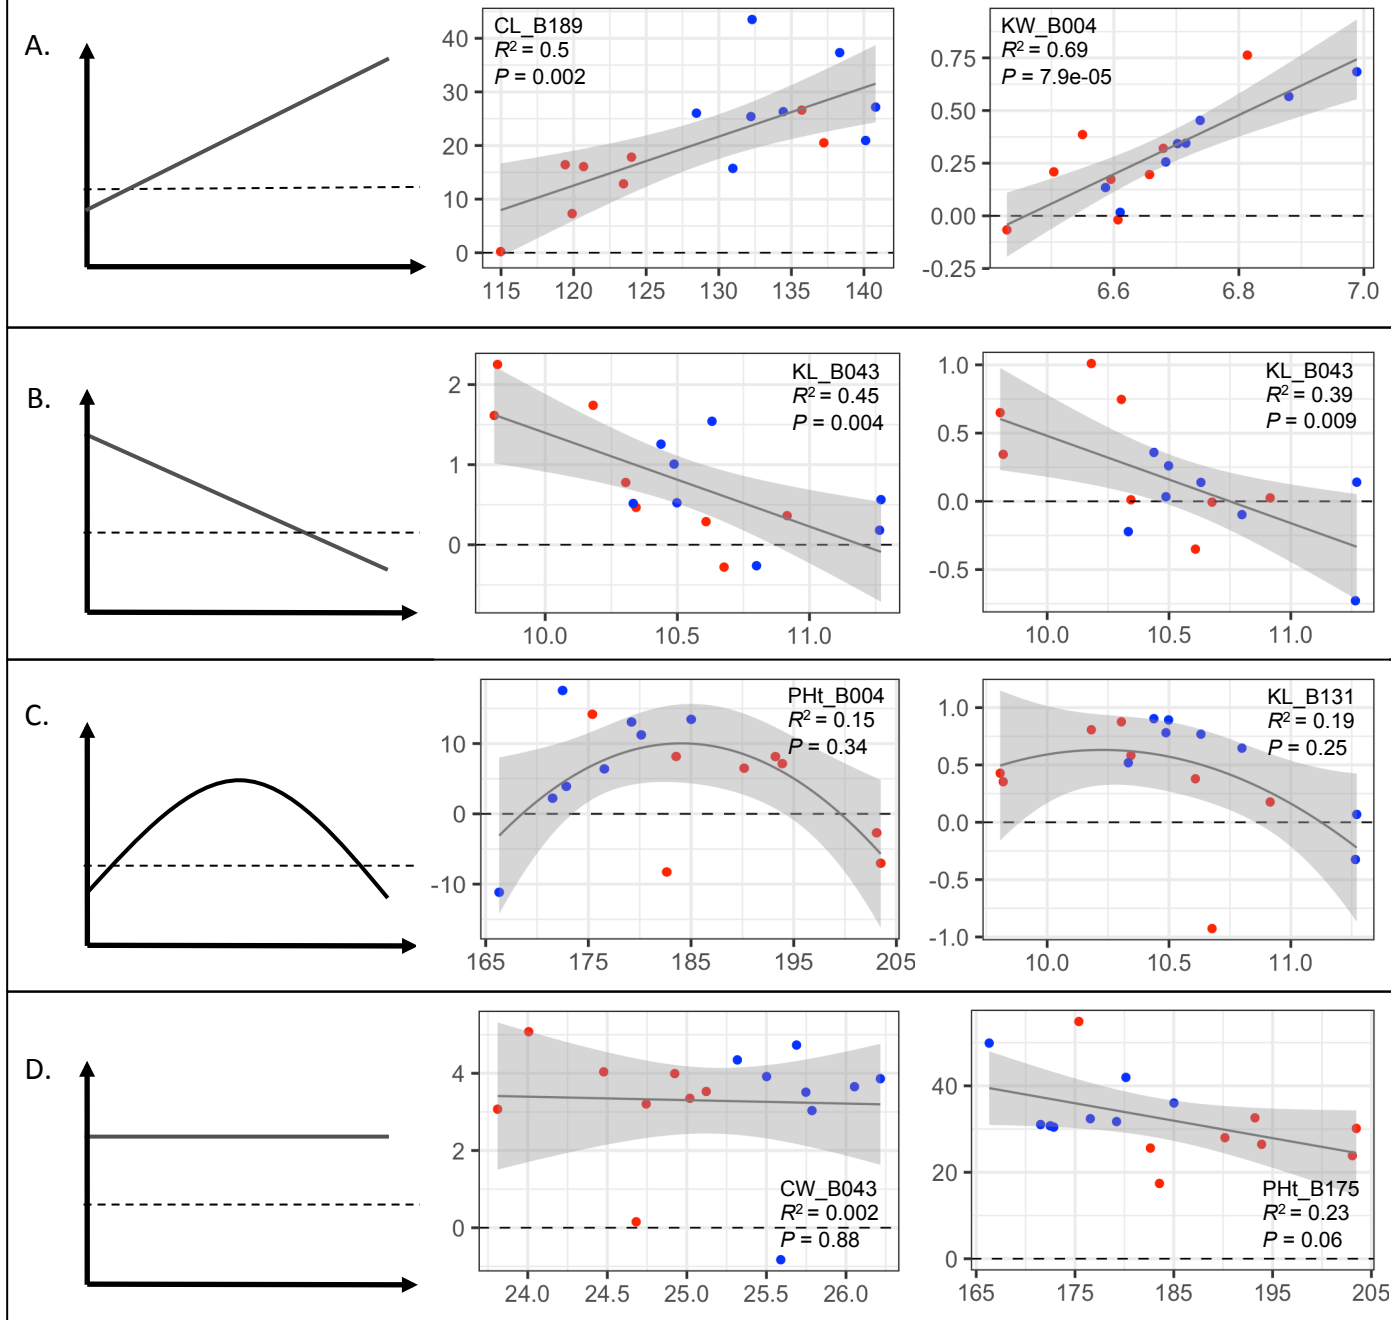 A.
CL_B189
R² = 0.5
P = 0.002
40
30
20
10
0
115 120 125 130 135 140
KW_B004
R² = 0.69
P = 7.9e-05
0.75
0.50
0.25
0.00
-0.25
6.6 6.8 7.0
B.
KL_B043
R² = 0.45
P = 0.004
2
1
0
10.0 10.5 11.0
KL_B043
R² = 0.39
P = 0.009
1.0
0.5
0.0
-0.5
10.0 10.5 11.0
C.
PHt_B004
R² = 0.15
P = 0.34
10
0
-10
165 175 185 195 205
KL_B131
R² = 0.19
P = 0.25
1.0
0.5
0.0
-0.5
-1.0
10.0 10.5 11.0
D.
4
2
0
CW_B043
R² = 0.002
P = 0.88
24.0 24.5 25.0 25.5 26.0
40
20
0
PHt_B175
R² = 0.23
P = 0.06
165 175 185 195 205